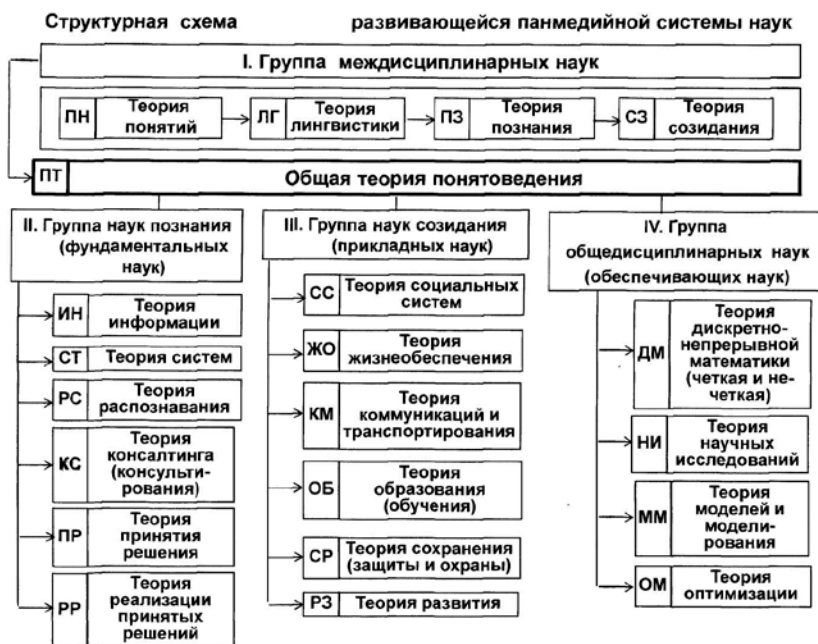 Структурная схема развивающейся панмедийной системы наук
I. Группа междисциплинарных наук
ПН
Теория
понятий
ЛГ
Теория
лингвистики
ПЗ
Теория
познания
СЗ
Теория
созидания
ПТ
Общая теория понятоведения
II. Группа наук познания
(фундаментальных
наук)
ИН
Теория
информации
СТ
Теория систем
РС
Теория
распознавания
КС
Теория
консалтинга
(консульти-
рования)
ПР
Теория
принятия
решения
РР
Теория
реализации
принятых
решений
III. Группа наук созидания
(прикладных наук)
СС
Теория социальных
систем
ЖО
Теория
жизнеобеспечения
КМ
Теория
коммуникаций и
транспортирования
ОБ
Теория
образования
(обучения)
СР
Теория сохранения
(защиты и охраны)
РЗ
Теория развития
IV. Группа
общедисциплинарных наук
(обеспечивающих наук)
ДМ
Теория
дискретно-
непрерывной
математики
(четкая и не-
четкая)
НИ
Теория
научных
исследований
ММ
Теория
моделей и
модели-
рования
ОМ
Теория
оптимизации